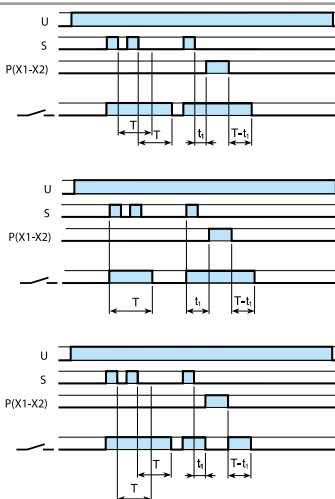 U
S
P(X1-X2)
T
T
t1
T-t1
U
S
P(X1-X2)
T
t1
T-t1
U
S
P(X1-X2)
T
t1
T-t1
T